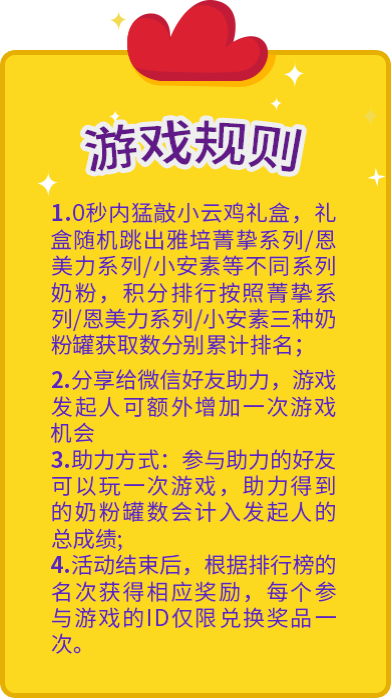 游戏规则
1.0秒内猛敲小云鸡礼盒，礼
盒随机跳出雅培菁挚系列/恩
美力系列/小安素等不同系列
奶粉，积分排行按照菁挚系
列/恩美力系列/小安素三种奶
粉罐获取数分别累计排名；
2.分享给微信好友助力，游戏
发起人可额外增加一次游戏
机会
3.助力方式：参与助力的好友
可以玩一次游戏，助力得到
的奶粉罐数会计入发起人的
总成绩;
4.活动结束后，根据排行榜的
名次获得相应奖励，每个参
与游戏的ID仅限兑换奖品一
次。